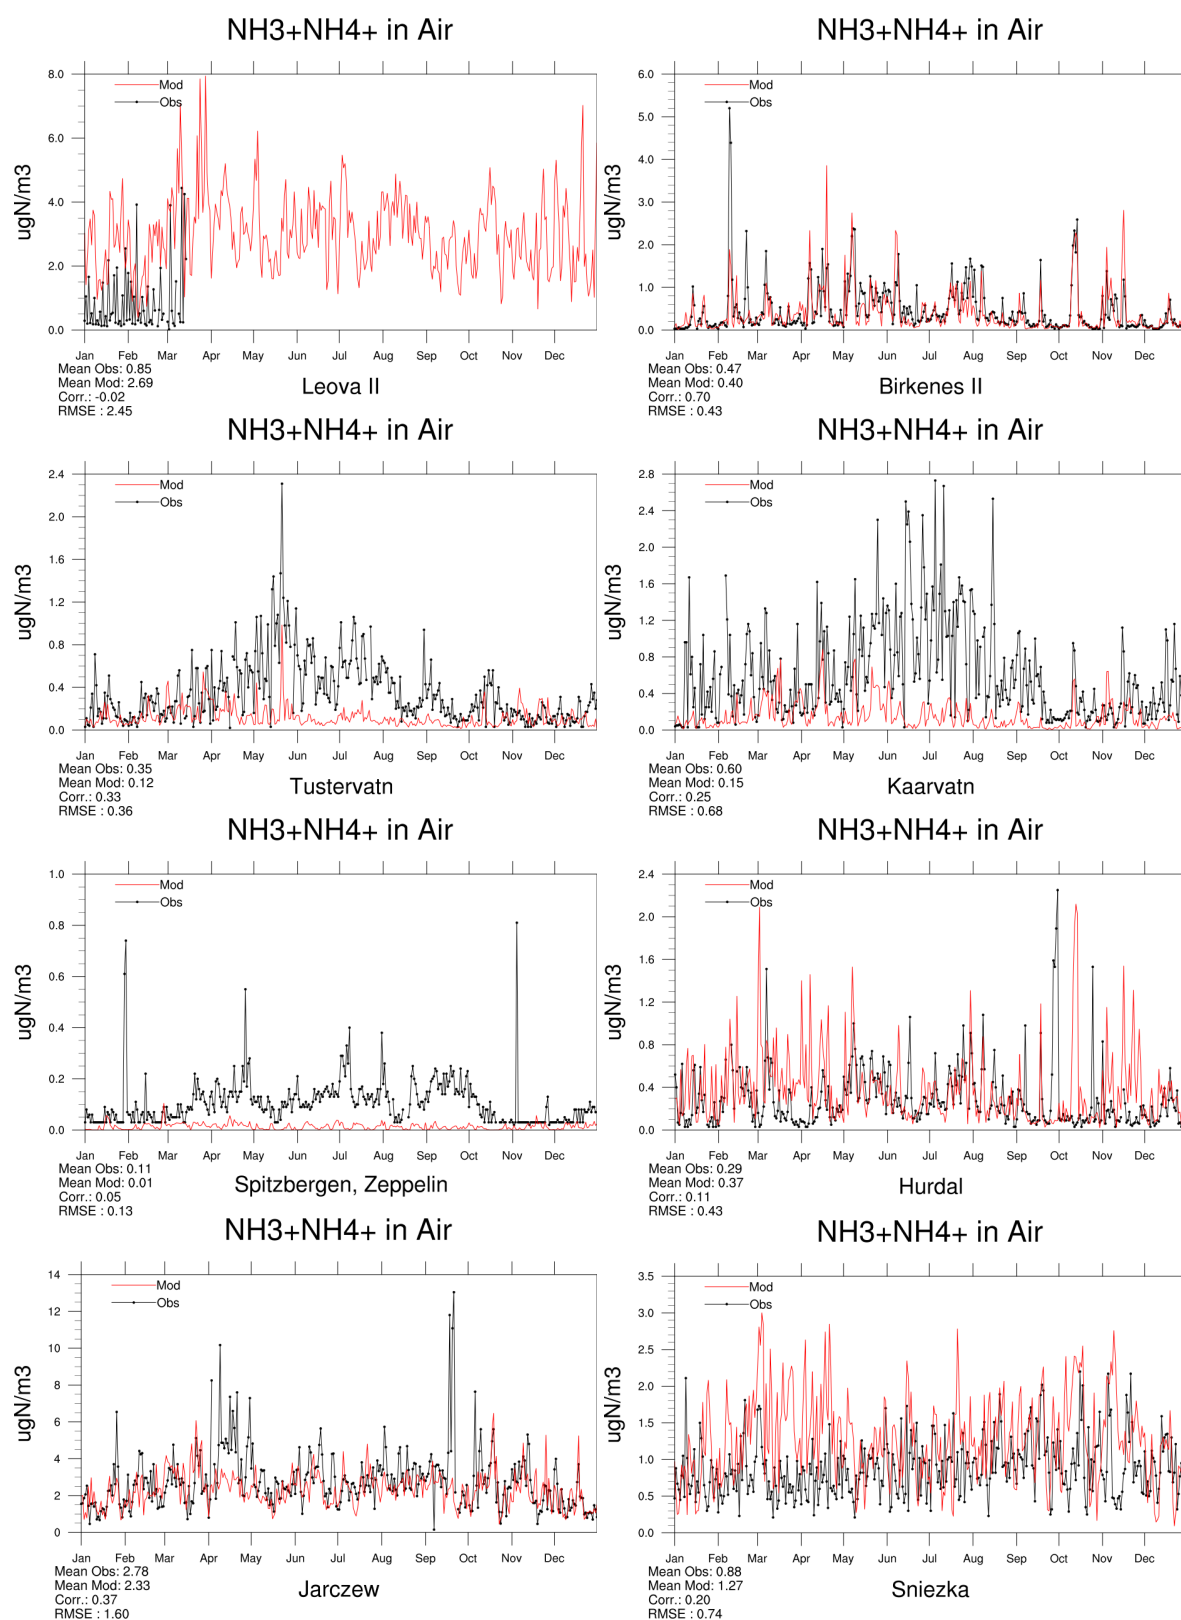 NH3+NH4+ in Air
ugN/m3
8.0
6.0
4.0
2.0
0.0
Mod
Obs
Jan Feb Mar Apr May Jun Jul Aug Sep Oct Nov Dec
Mean Obs: 0.85
Mean Mod: 2.69
Corr.: -0.02
RMSE : 2.45
Leova II
NH3+NH4+ in Air
ugN/m3
6.0
5.0
4.0
3.0
2.0
1.0
0.0
Mod
Obs
Jan Feb Mar Apr May Jun Jul Aug Sep Oct Nov Dec
Mean Obs: 0.47
Mean Mod: 0.40
Corr.: 0.70
RMSE : 0.43
Birkenes II
NH3+NH4+ in Air
ugN/m3
2.4
2.0
1.6
1.2
0.8
0.4
0.0
Mod
Obs
Jan Feb Mar Apr May Jun Jul Aug Sep Oct Nov Dec
Mean Obs: 0.35
Mean Mod: 0.12
Corr.: 0.33
RMSE : 0.36
Tustervatn
NH3+NH4+ in Air
ugN/m3
2.8
2.4
2.0
1.6
1.2
0.8
0.4
0.0
Mod
Obs
Jan Feb Mar Apr May Jun Jul Aug Sep Oct Nov Dec
Mean Obs: 0.60
Mean Mod: 0.15
Corr.: 0.25
RMSE : 0.68
Kaarvatn
NH3+NH4+ in Air
ugN/m3
1.0
0.8
0.6
0.4
0.2
0.0
Mod
Obs
Jan Feb Mar Apr May Jun Jul Aug Sep Oct Nov Dec
Mean Obs: 0.11
Mean Mod: 0.01
Corr.: 0.05
RMSE : 0.13
Spitzbergen, Zeppelin
NH3+NH4+ in Air
ugN/m3
2.4
2.0
1.6
1.2
0.8
0.4
0.0
Mod
Obs
Jan Feb Mar Apr May Jun Jul Aug Sep Oct Nov Dec
Mean Obs: 0.29
Mean Mod: 0.37
Corr.: 0.11
RMSE : 0.43
Hurdal
NH3+NH4+ in Air
ugN/m3
14
12
10
8
6
4
2
0
Mod
Obs
Jan Feb Mar Apr May Jun Jul Aug Sep Oct Nov Dec
Mean Obs: 2.78
Mean Mod: 2.33
Corr.: 0.37
RMSE : 1.60
Jarczew
NH3+NH4+ in Air
ugN/m3
3.5
3.0
2.5
2.0
1.5
1.0
0.5
0.0
Mod
Obs
Jan Feb Mar Apr May Jun Jul Aug Sep Oct Nov Dec
Mean Obs: 0.88
Mean Mod: 1.27
Corr.: 0.20
RMSE : 0.74
Sniezka